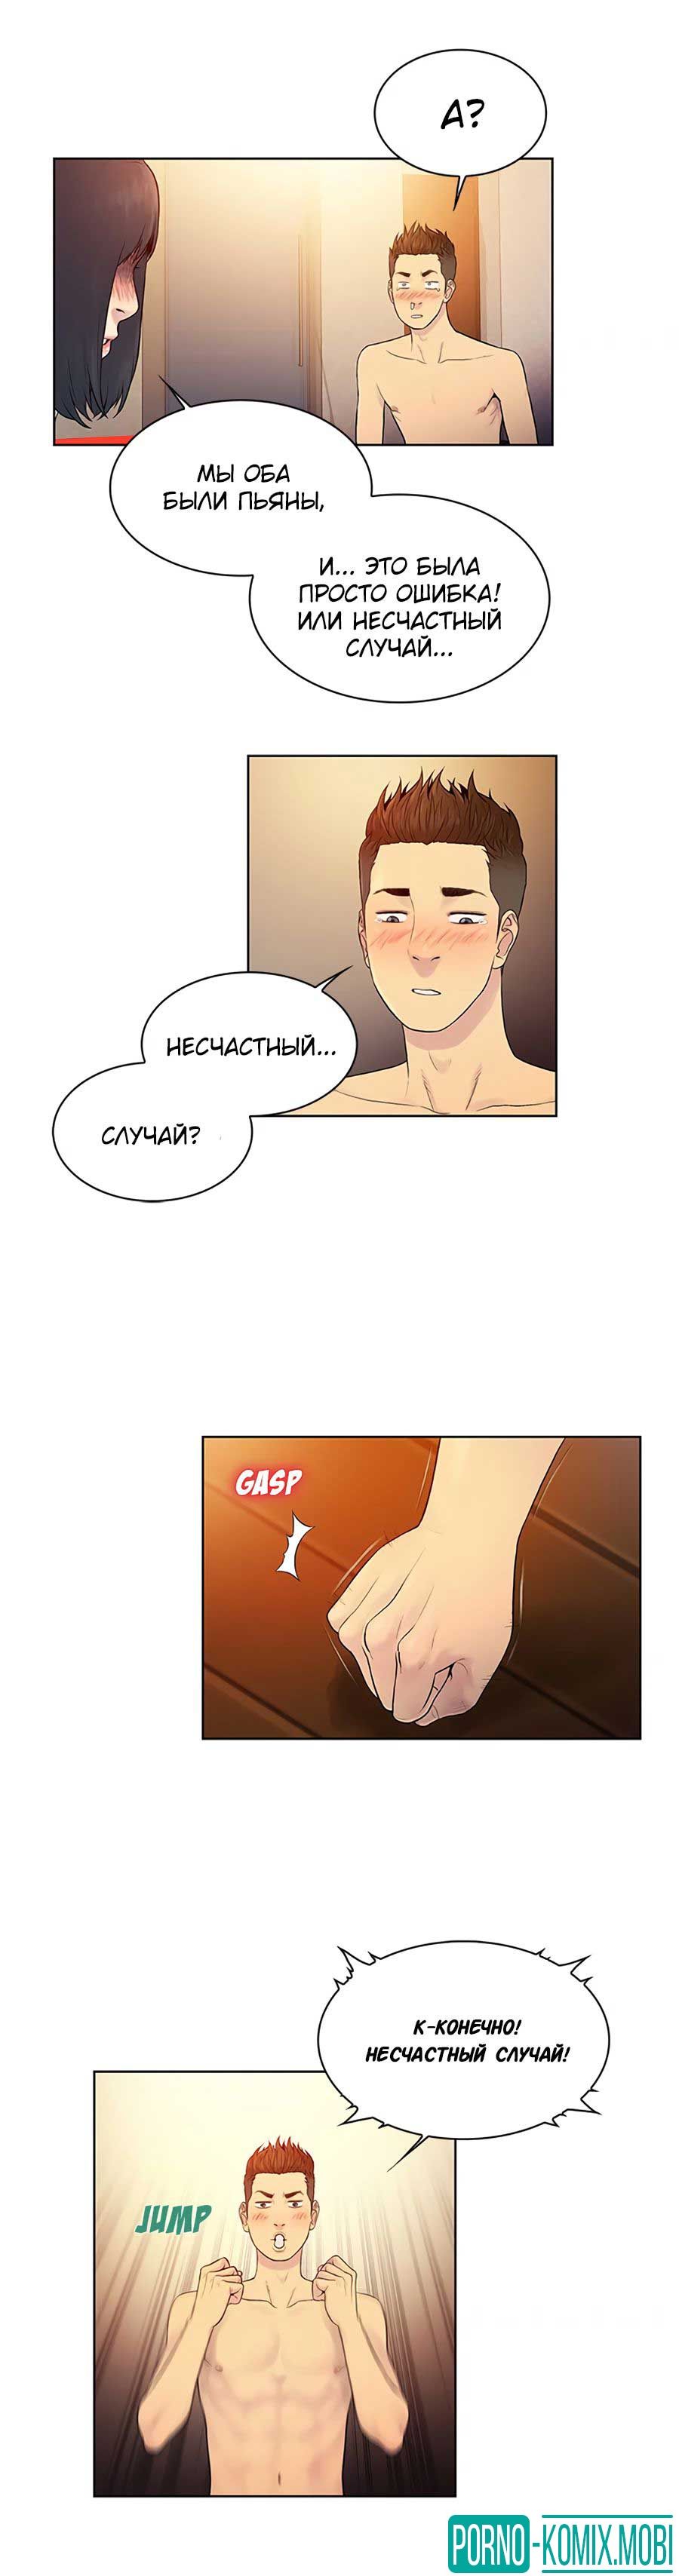 А?
МЫ ОБА
БЫЛИ ПЬЯНЫ,
И... ЭТО БЫЛА
ПРОСТО ОШИБКА!
ИЛИ НЕСЧАСТНЫЙ
СЛУЧАЙ...
НЕСЧАСТНЫЙ...
СЛУЧАЙ?
GASP
К-КОНЕЧНО!
НЕСЧАСТНЫЙ СЛУЧАЙ!
JUMP
PORNO-KOMIX.MOBI